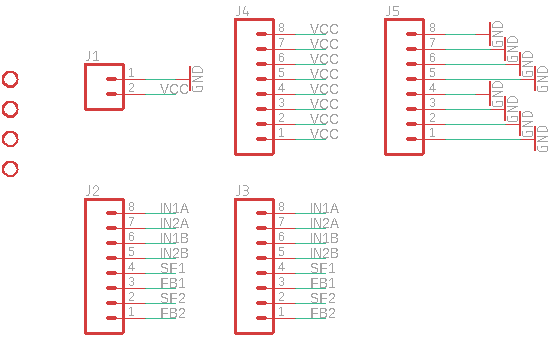 J1
1 GND
2 VCC
J4
8 VCC
7 VCC
6 VCC
5 VCC
4 VCC
3 VCC
2 VCC
1 VCC
J5
8 GND
7 GND
6 GND
5 GND
4 GND
3 GND
2 GND
1 GND
J2
8 IN1A
7 IN2A
6 IN1B
5 IN2B
4 SF1
3 FB1
2 SF2
1 FB2
J3
8 IN1A
7 IN2A
6 IN1B
5 IN2B
4 SF1
3 FB1
2 SF2
1 FB2